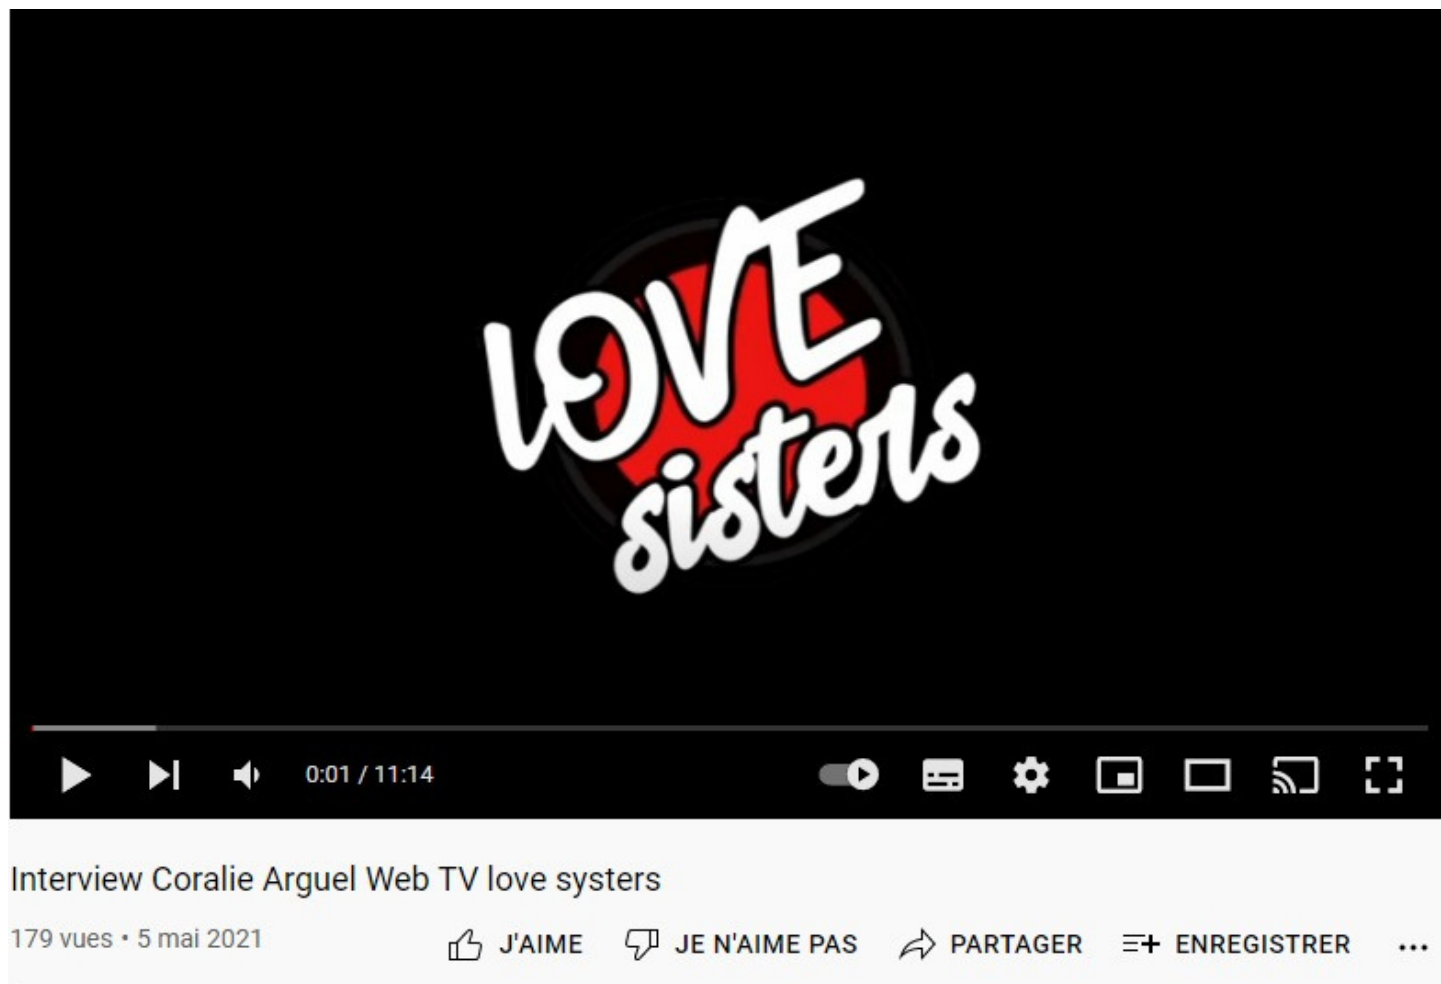 LOVE
sisters
0:01 / 11:14
Interview Coralie Arguel Web TV love systers
179 vues • 5 mai 2021 J'AIME JE N'AIME PAS PARTAGER ENREGISTRER ...